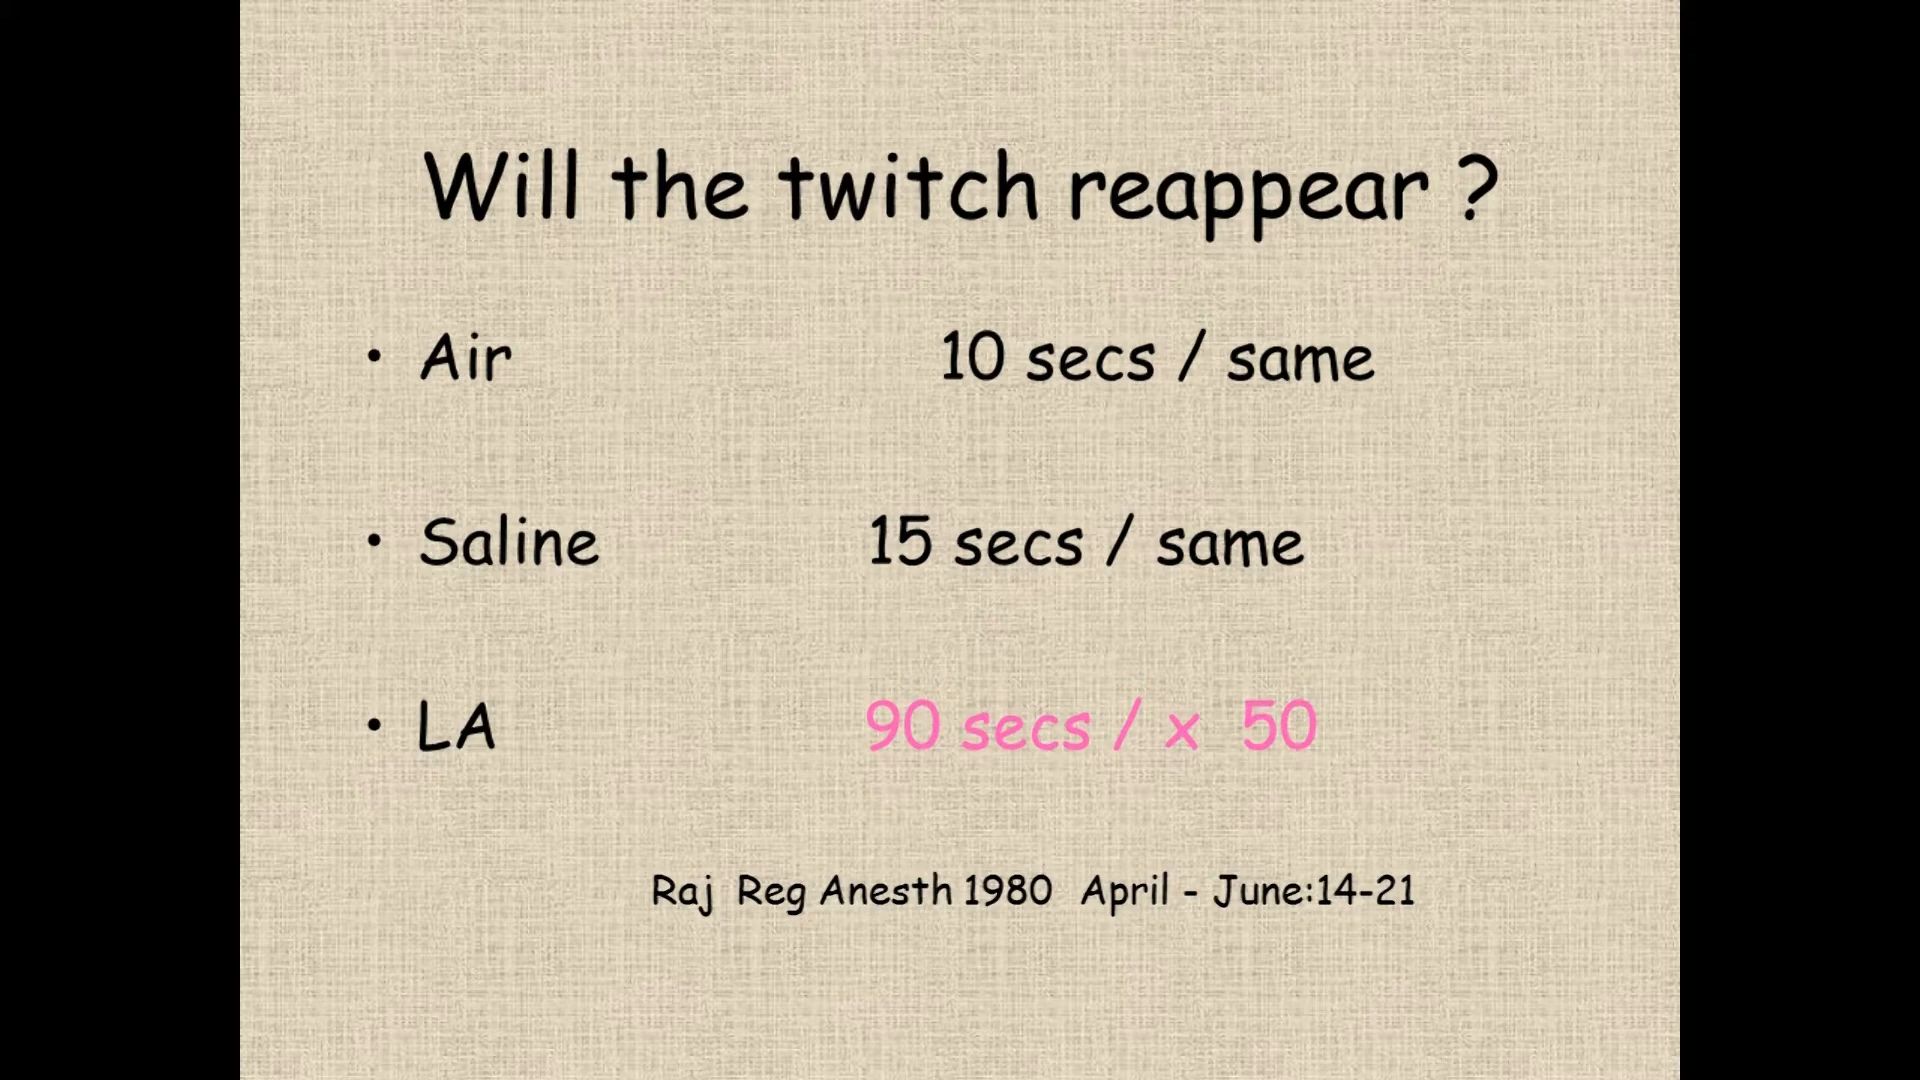 Will the twitch reappear ?
• Air 10 secs / same
• Saline 15 secs / same
• LA 90 secs / x 50
Raj Reg Anesth 1980 April - June:14-21